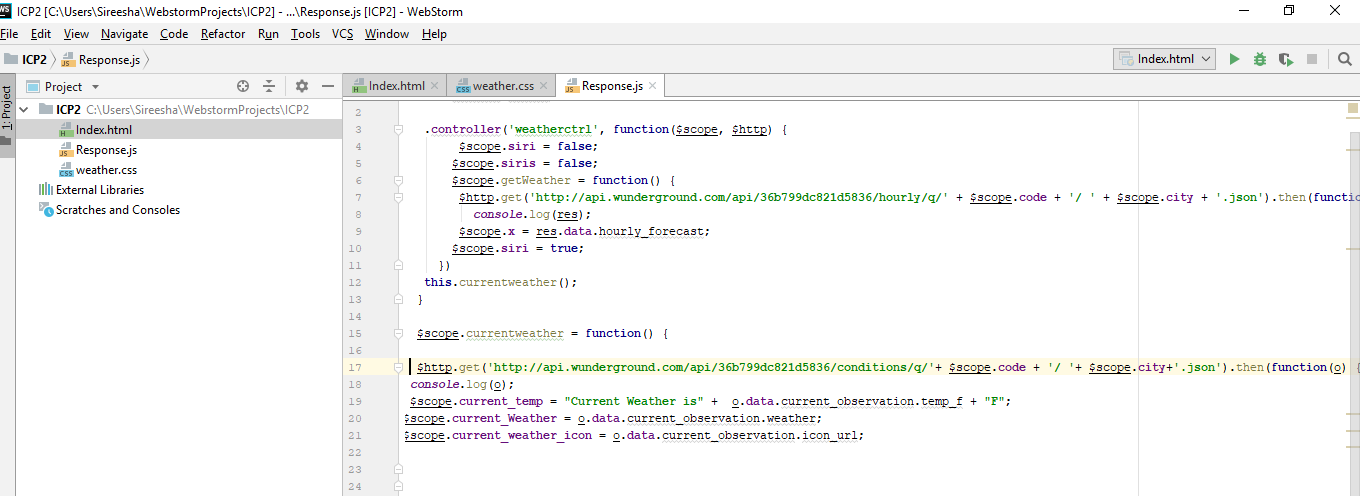 WS ICP2 [C:\Users\Sireesha\WebstormProjects\ICP2] - ...\Response.js [ICP2] - WebStorm
File Edit View Navigate Code Refactor Run Tools VCS Window Help
ICP2 Response.js Index.html
Project Index.html weather.css Response.js
1: Project
ICP2 C:\Users\Sireesha\WebstormProjects\ICP2
Index.html
Response.js
weather.css
External Libraries
Scratches and Consoles
2
3 .controller('weatherctrl', function($scope, $http) {
4 $scope.siri = false;
5 $scope.siris = false;
6 $scope.getWeather = function() {
7 $http.get('http://api.wunderground.com/api/36b799dc821d5836/hourly/q/' + $scope.code + '/ ' + $scope.city + '.json').then(functio
8 console.log(res);
9 $scope.x = res.data.hourly_forecast;
10 $scope.siri = true;
11 })
12 this.currentweather();
13 }
14
15 $scope.currentweather = function() {
16
17 $http.get('http://api.wunderground.com/api/36b799dc821d5836/conditions/q/'+ $scope.code + '/ '+ $scope.city+'.json').then(function(o) {
18 console.log(o);
19 $scope.current_temp = "Current Weather is" + o.data.current_observation.temp_f + "F";
20 $scope.current_Weather = o.data.current_observation.weather;
21 $scope.current_weather_icon = o.data.current_observation.icon_url;
22
23
24